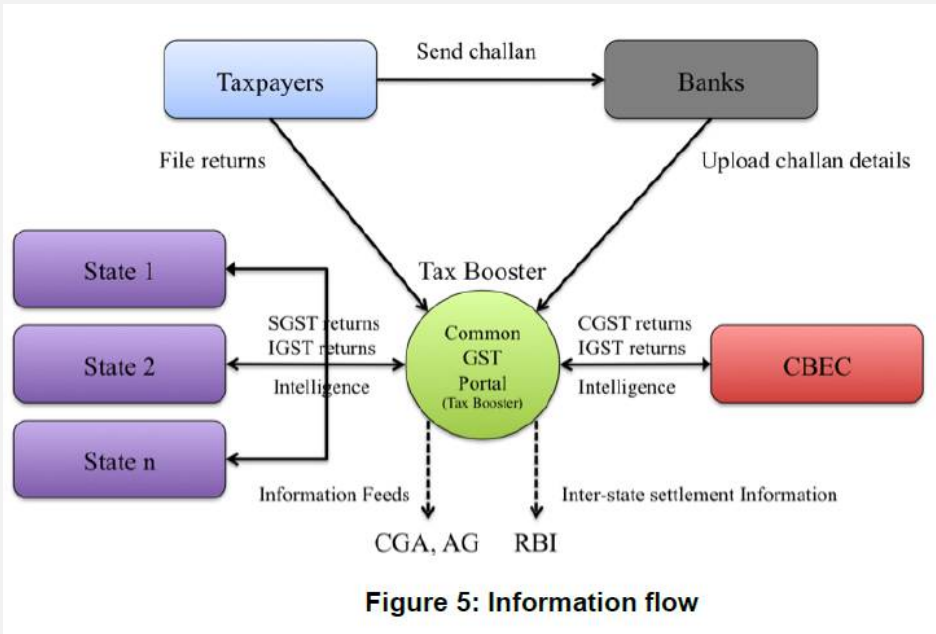 Send challan
Taxpayers
Banks
File returns
Upload challan details
State 1
Tax Booster
SGST returns
IGST returns
Intelligence
State 2
Common
GST
Portal
(Tax Booster)
CGST returns
IGST returns
Intelligence
CBEC
State n
Information Feeds
Inter-state settlement Information
CGA, AG
RBI
Figure 5: Information flow